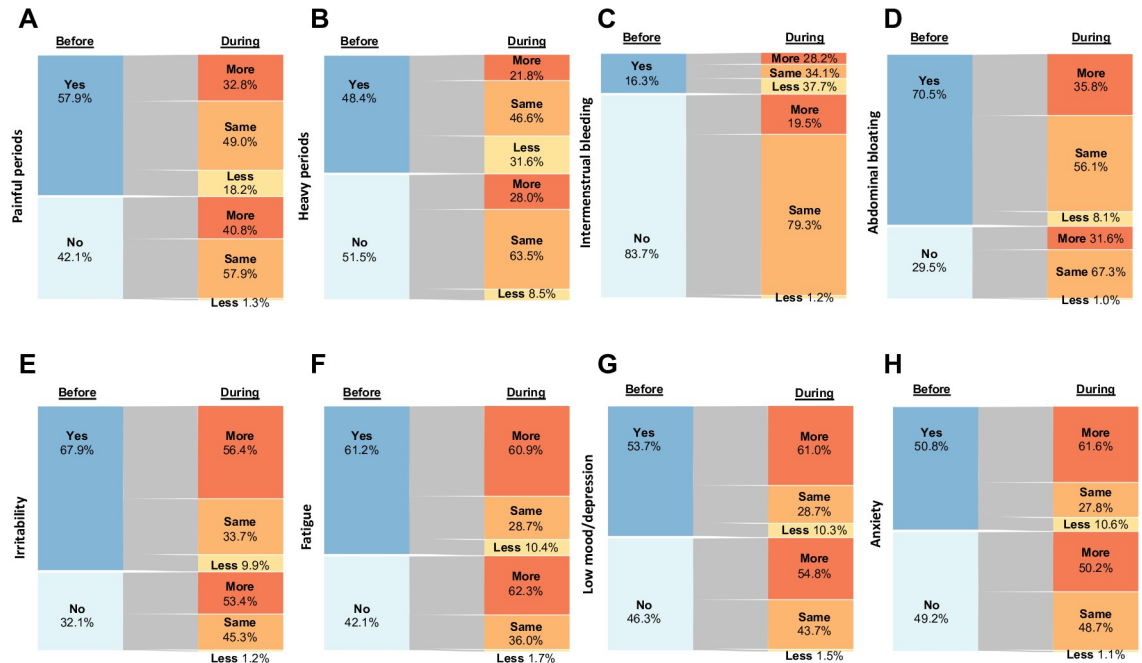 A
Before
During
Painful periods
Yes
57.9%
More
32.8%
Same
49.0%
Less
18.2%
No
42.1%
More
40.8%
Same
57.9%
Less 1.3%
B
Before
During
Heavy periods
Yes
48.4%
More
21.8%
Same
46.6%
Less
31.6%
No
51.5%
More
28.0%
Same
63.5%
Less 8.5%
C
Before
During
Intermenstrual bleeding
Yes
16.3%
More 28.2%
Same 34.1%
Less 37.7%
No
83.7%
More
19.5%
Same
79.3%
Less 1.2%
D
Before
During
Abdominal bloating
Yes
70.5%
More
35.8%
Same
56.1%
Less 8.1%
No
29.5%
More 31.6%
Same 67.3%
Less 1.0%
E
Before
During
Irritability
Yes
67.9%
More
56.4%
Same
33.7%
Less 9.9%
No
32.1%
More
53.4%
Same
45.3%
Less 1.2%
F
Before
During
Fatigue
Yes
61.2%
More
60.9%
Same
28.7%
Less 10.4%
No
42.1%
More
62.3%
Same
36.0%
Less 1.7%
G
Before
During
Low mood/depression
Yes
53.7%
More
61.0%
Same
28.7%
Less 10.3%
No
46.3%
More
54.8%
Same
43.7%
Less 1.5%
H
Before
During
Anxiety
Yes
50.8%
More
61.6%
Same
27.8%
Less 10.6%
No
49.2%
More
50.2%
Same
48.7%
Less 1.1%